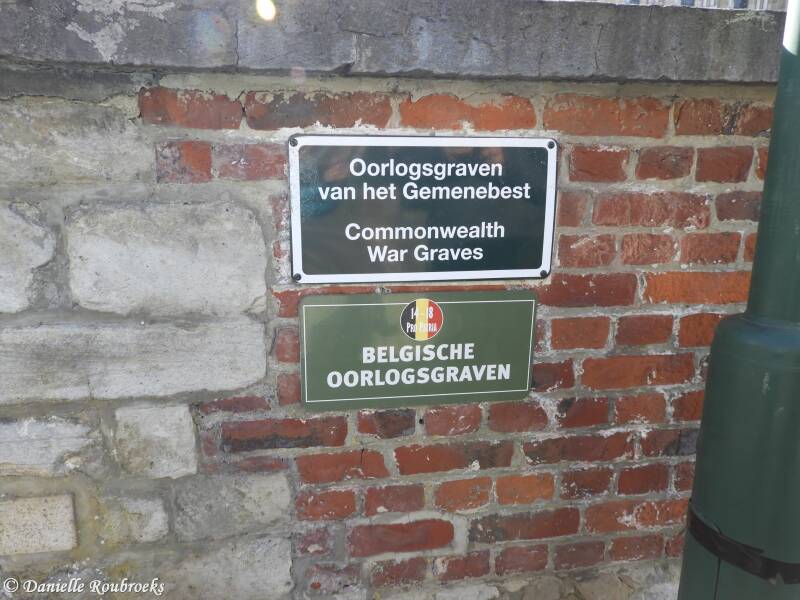 Oorlogsgraven
van het Gemenebest
Commonwealth
War Graves
14-18
PRO PATRIA
BELGISCHE
OORLOGSGRAVEN
© Danielle Roubroeks